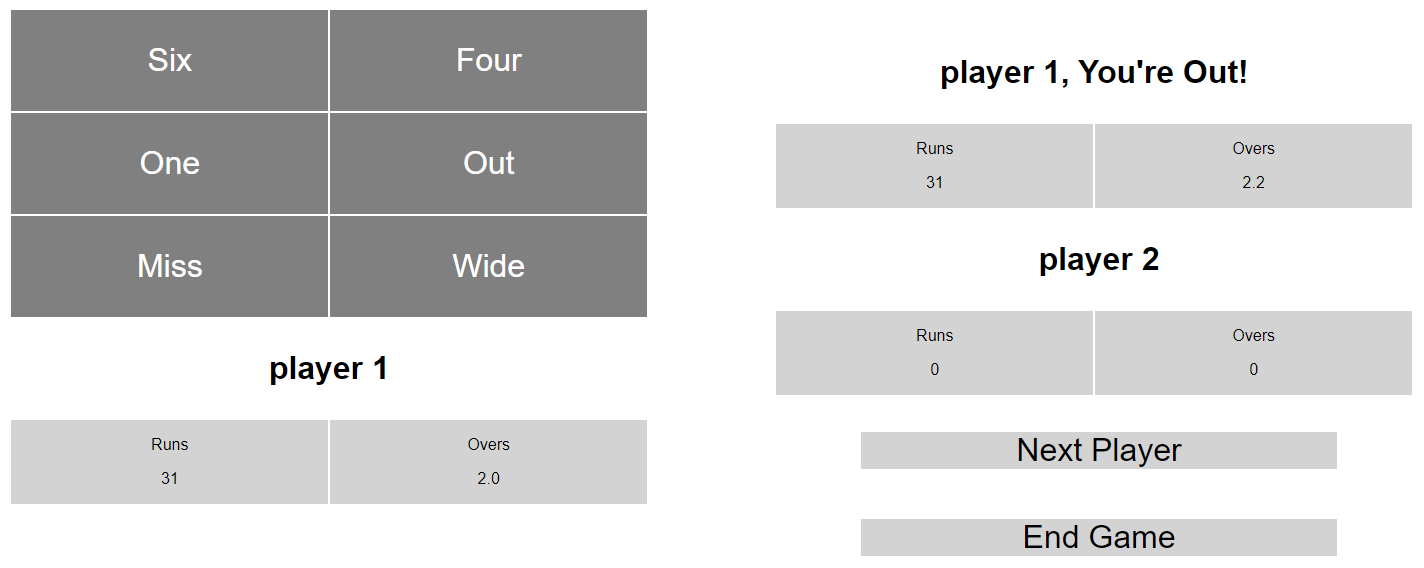 Six Four
One Out
Miss Wide
player 1
Runs Overs
31 2.0
player 1, You're Out!
Runs Overs
31 2.2
player 2
Runs Overs
0 0
Next Player
End Game